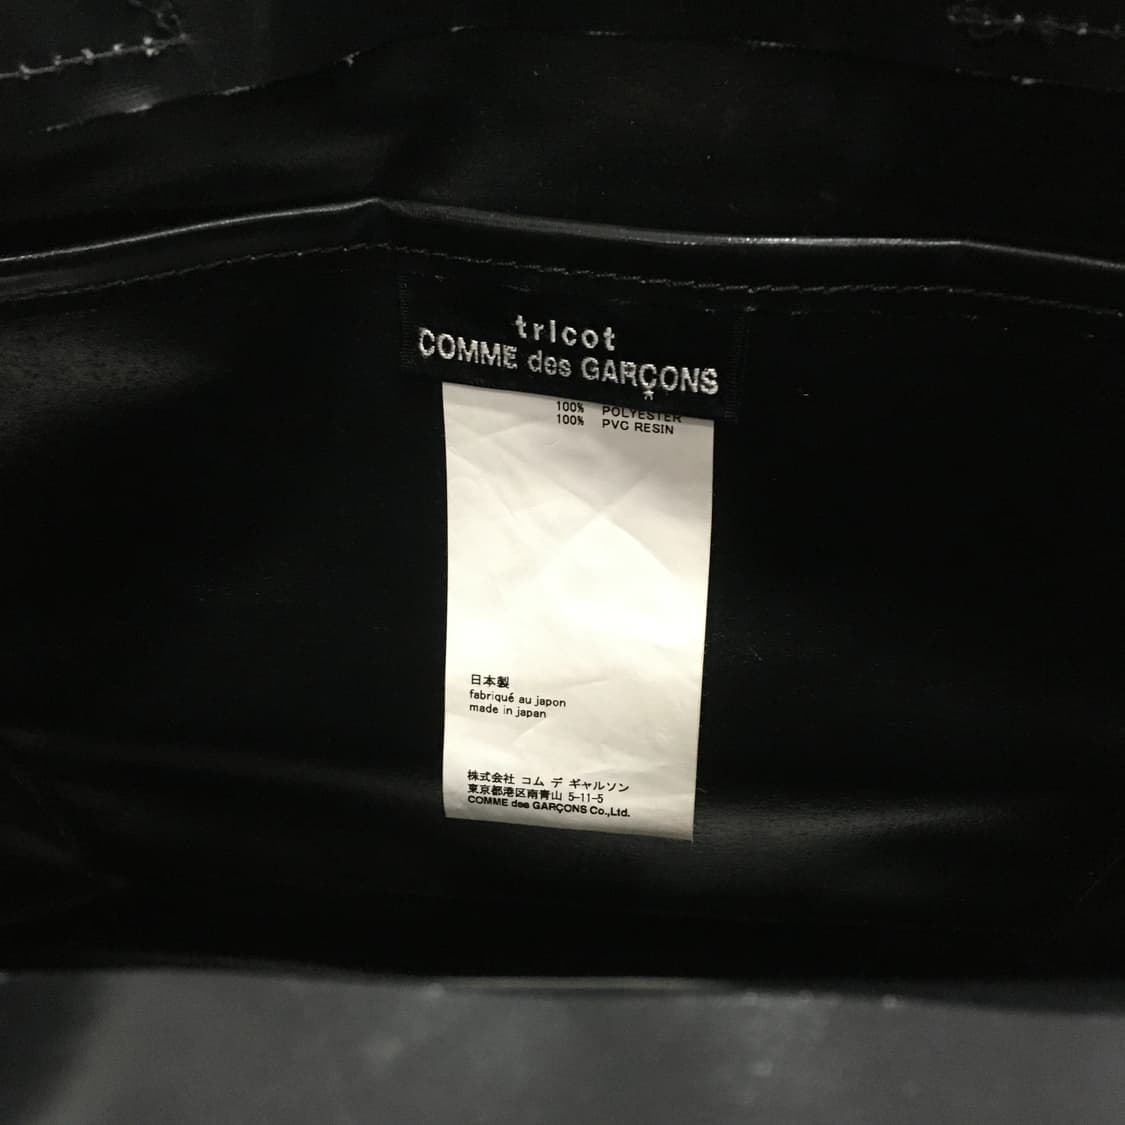 tricot
COMME des GARÇONS
100% POLYESTER
100% PVC RESIN
日本製
fabriqué au japon
made in japan
株式会社 コム デ ギャルソン
東京都港区南青山 5-11-5
COMME des GARÇONS Co.,Ltd.